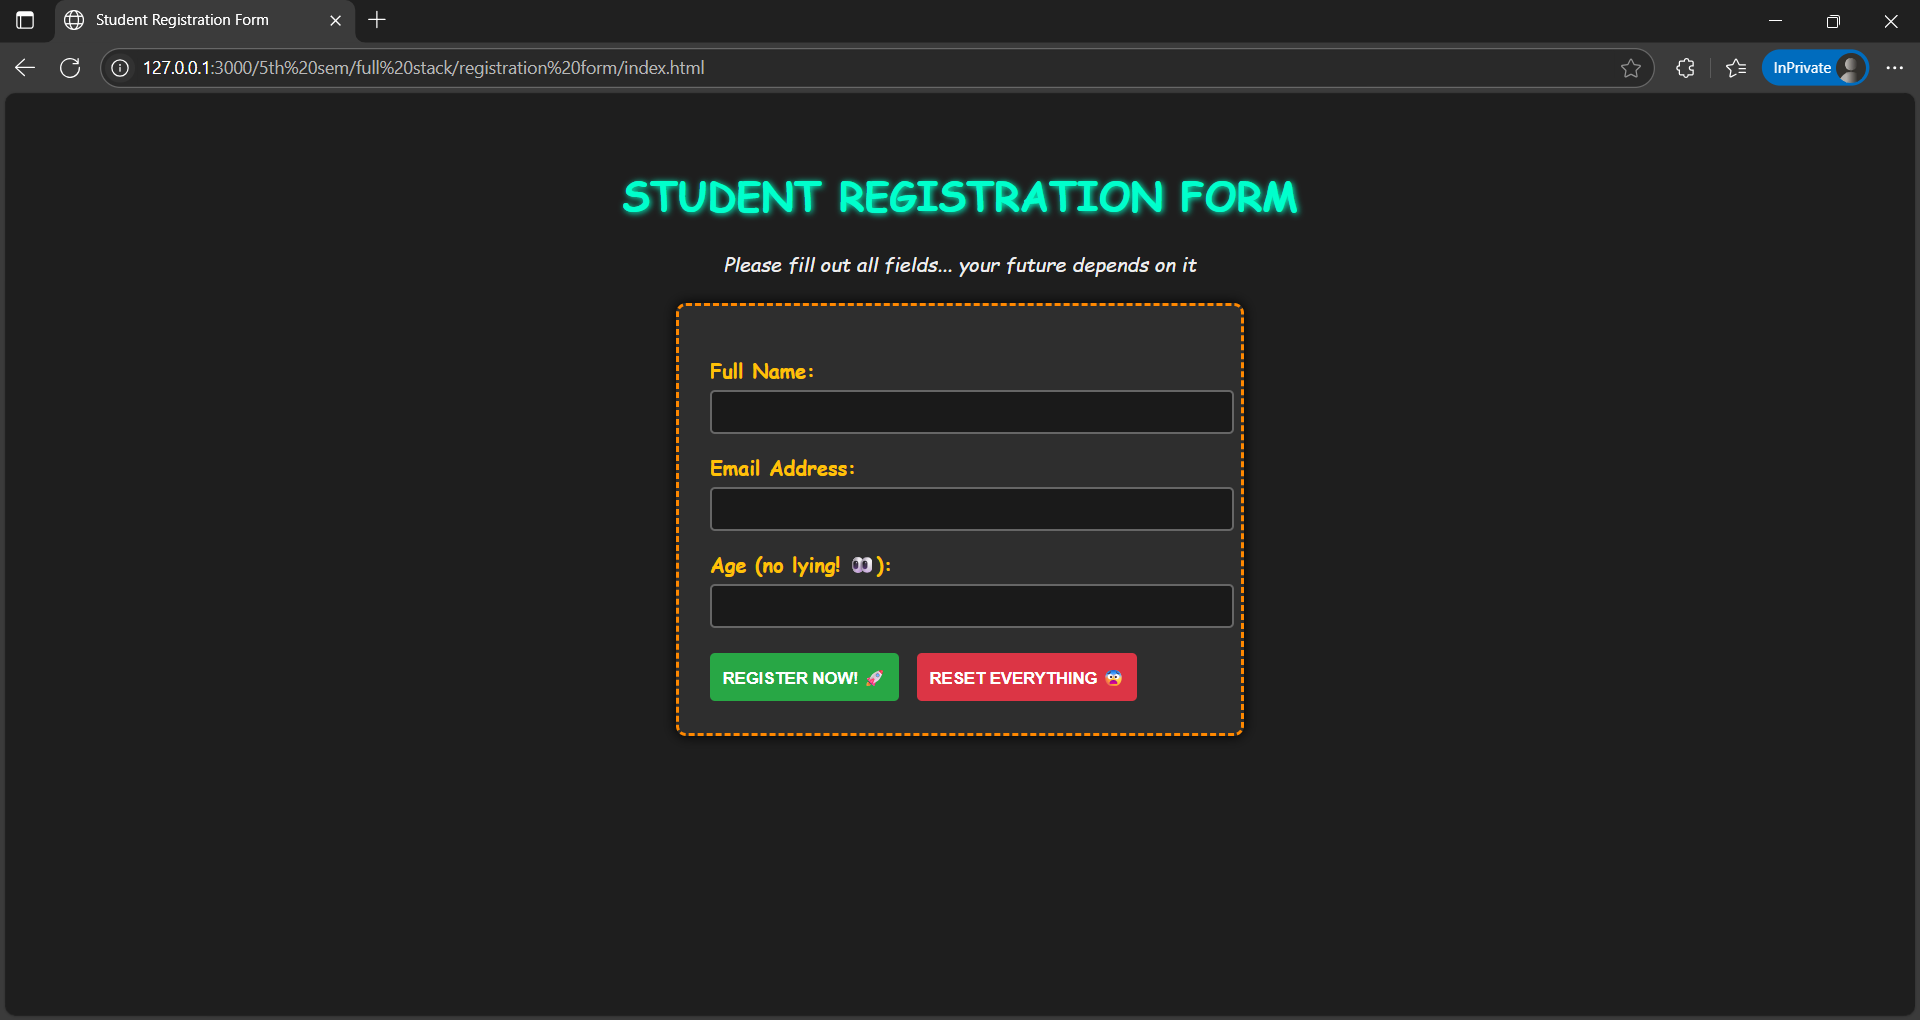 Student Registration Form
127.0.0.1:3000/5th%20sem/full%20stack/registration%20form/index.html
InPrivate
STUDENT REGISTRATION FORM
Please fill out all fields... your future depends on it
Full Name:
Email Address:
Age (no lying! 👀):
REGISTER NOW! 🚀 RESET EVERYTHING 😨